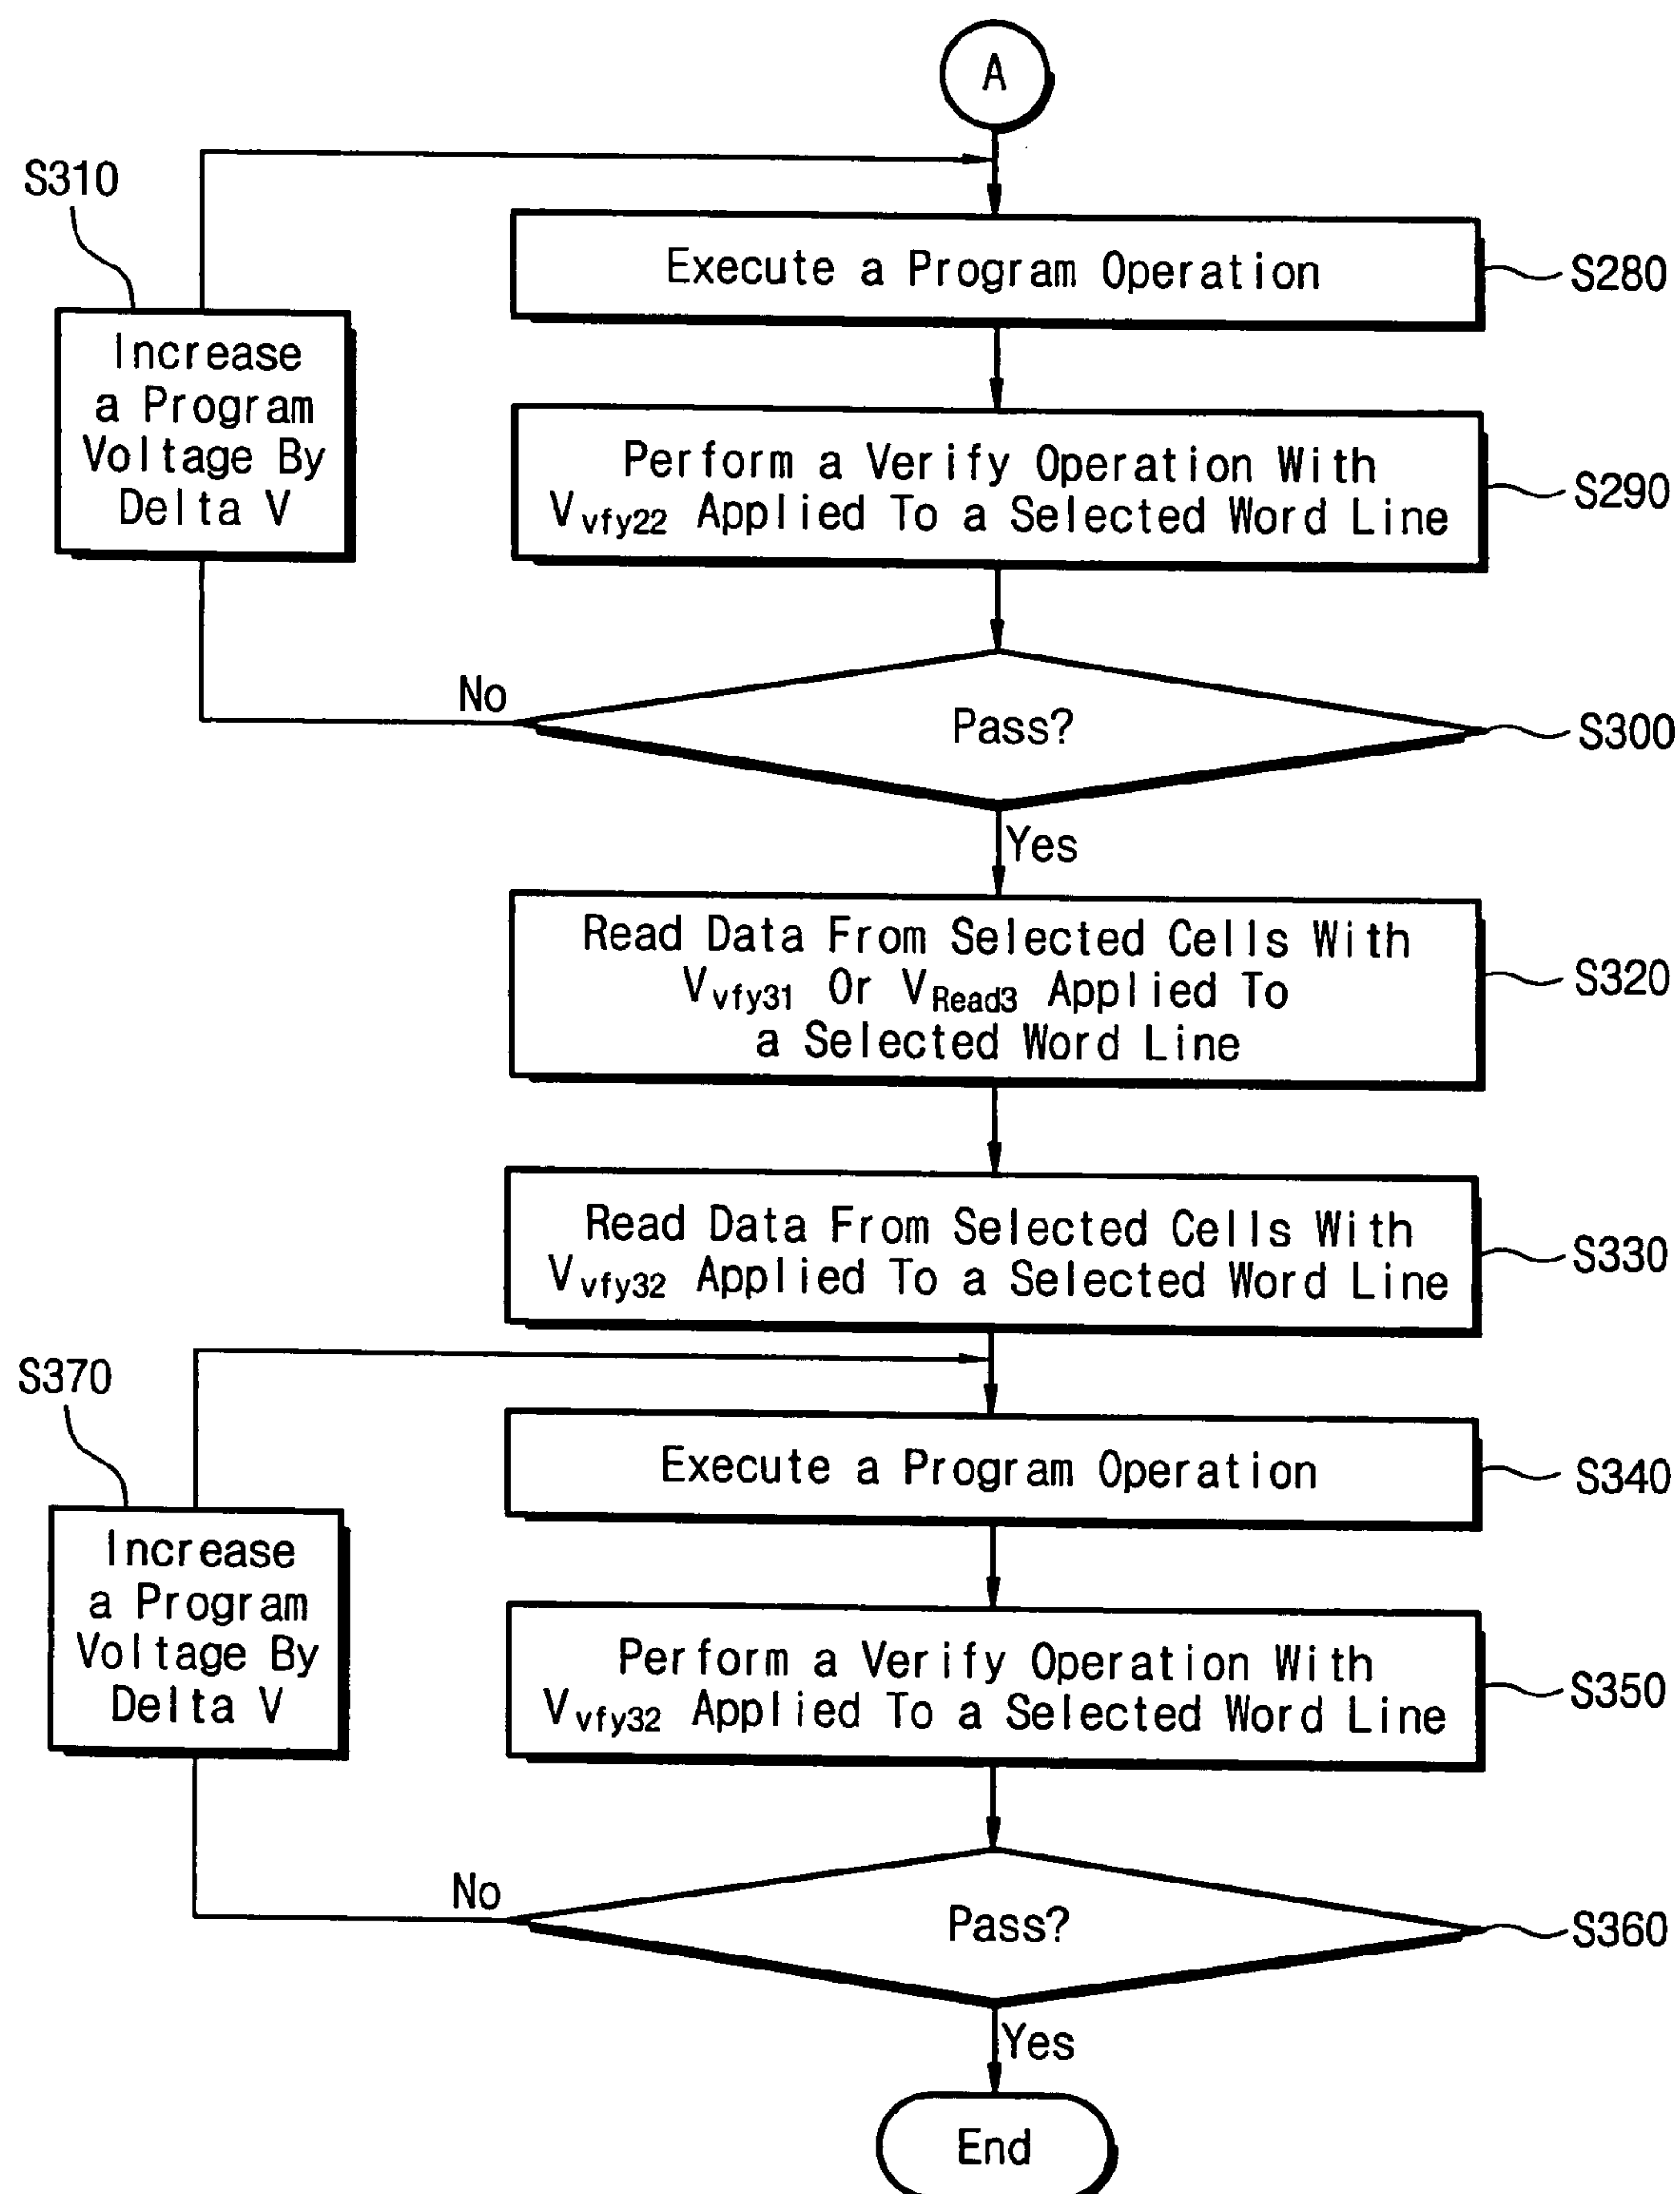 A
S310
Execute a Program Operation
S280
Increase
a Program
Voltage By
Delta V
Perform a Verify Operation With
Vvfy22 Applied To a Selected Word Line
S290
No
Pass?
S300
Yes
Read Data From Selected Cells With
Vvfy31 Or VRead3 Applied To
a Selected Word Line
S320
Read Data From Selected Cells With
Vvfy32 Applied To a Selected Word Line
S330
S370
Execute a Program Operation
S340
Increase
a Program
Voltage By
Delta V
Perform a Verify Operation With
Vvfy32 Applied To a Selected Word Line
S350
No
Pass?
S360
Yes
End